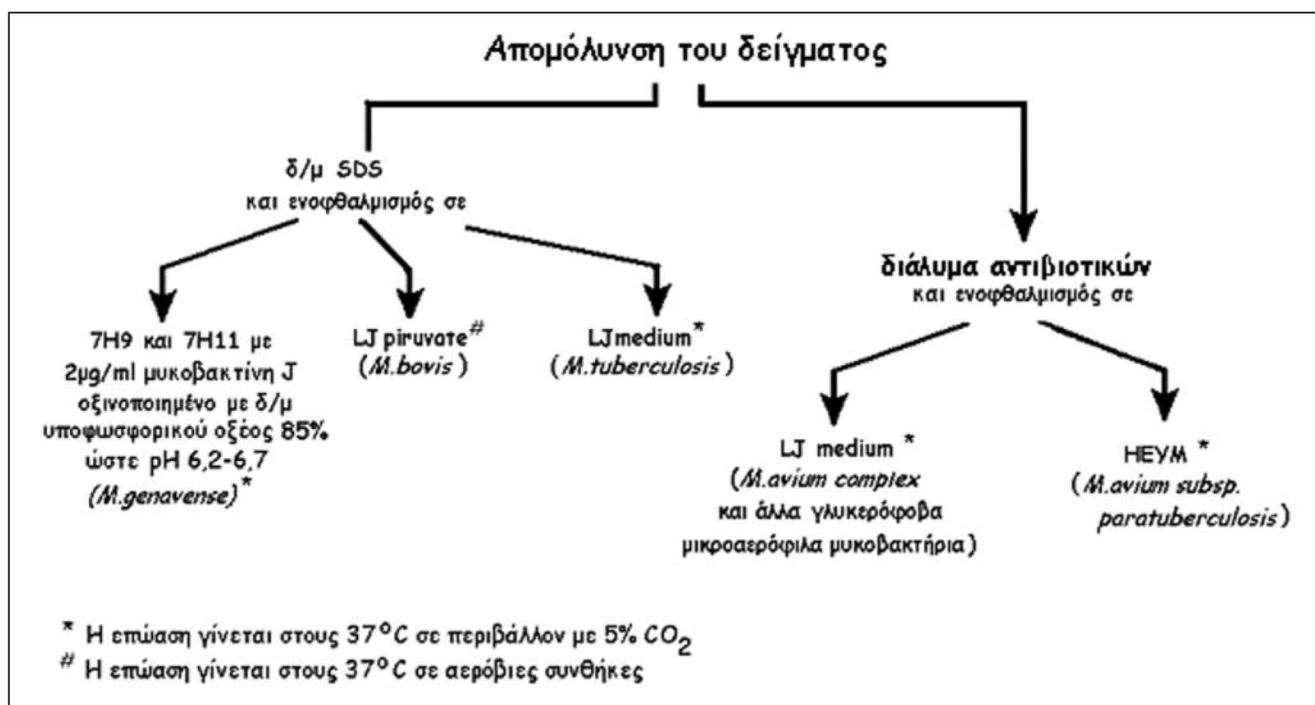 Απομόλυνση του δείγματος
δ/μ SDS
και ενοφθαλμισμός σε
7H9 και 7H11 με
2μg/ml μυκοβακτίνη J
οξινοποιημένο με δ/μ
υποφωσφορικού οξέος 85%
ώστε pH 6,2-6,7
(M.genavense)*
LJ piruvate#
(M.bovis)
LJmedium*
(M.tuberculosis)
διάλυμα αντιβιοτικών
και ενοφθαλμισμός σε
LJ medium *
(M.avium complex
και άλλα γλυκερόφοβα
μικροαερόφιλα μυκοβακτήρια)
HEYM *
(M.avium subsp.
paratuberculosis)
* Η επώαση γίνεται στους 37°C σε περιβάλλον με 5% CO2
# Η επώαση γίνεται στους 37°C σε αερόβιες συνθήκες